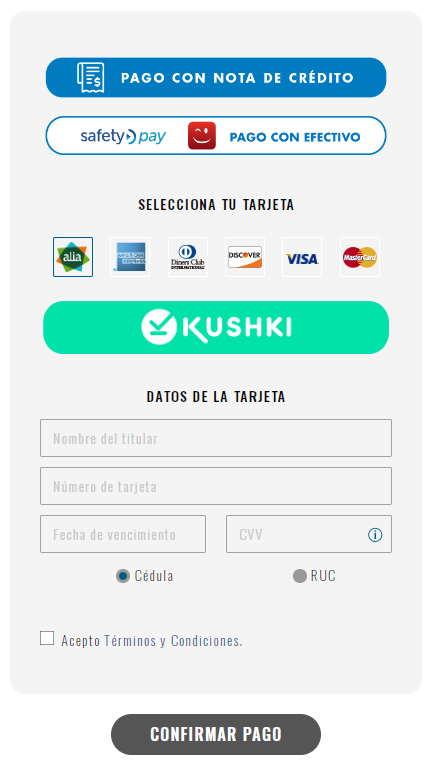 PAGO CON NOTA DE CRÉDITO
safetypay PAGO CON EFECTIVO
SELECCIONA TU TARJETA
alia
AMERICAN EXPRESS
Diners Club
INTERNATIONAL
DISCOVER
VISA
MasterCard
KUSHKI
DATOS DE LA TARJETA
Nombre del titular
Número de tarjeta
Fecha de vencimiento
CVV
Cédula
RUC
Acepto Términos y Condiciones.
CONFIRMAR PAGO